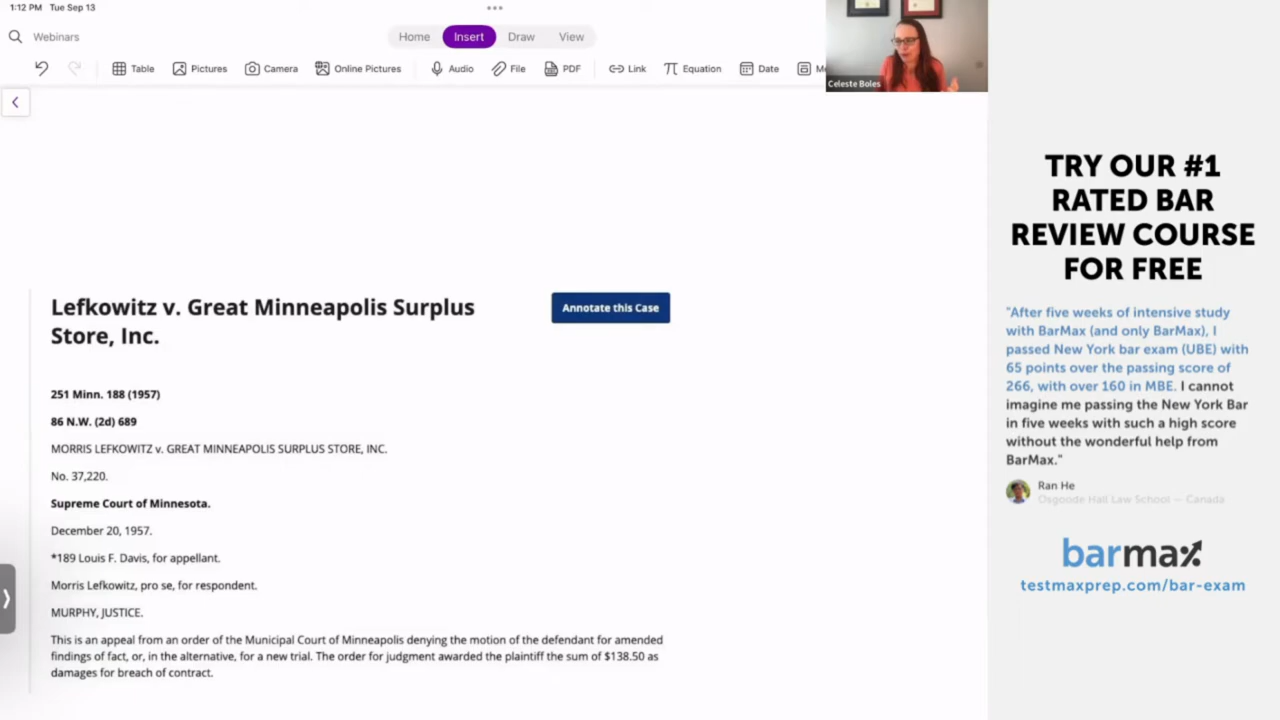 1:12 PM Tue Sep 13
Webinars
Home Insert Draw View
Table Pictures Camera Online Pictures Audio File PDF Link Equation Date
Celeste Boles
Lefkowitz v. Great Minneapolis Surplus
Store, Inc.
Annotate this Case
251 Minn. 188 (1957)
86 N.W. (2d) 689
MORRIS LEFKOWITZ v. GREAT MINNEAPOLIS SURPLUS STORE, INC.
No. 37,220.
Supreme Court of Minnesota.
December 20, 1957.
*189 Louis F. Davis, for appellant.
Morris Lefkowitz, pro se, for respondent.
MURPHY, JUSTICE.
This is an appeal from an order of the Municipal Court of Minneapolis denying the motion of the defendant for amended
findings of fact, or, in the alternative, for a new trial. The order for judgment awarded the plaintiff the sum of $138.50 as
damages for breach of contract.
TRY OUR #1
RATED BAR
REVIEW COURSE
FOR FREE
"After five weeks of intensive study
with BarMax (and only BarMax), I
passed New York bar exam (UBE) with
65 points over the passing score of
266, with over 160 in MBE. I cannot
imagine me passing the New York Bar
in five weeks with such a high score
without the wonderful help from
BarMax."
Ran He
Osgoode Hall Law School — Canada
barmax
testmaxprep.com/bar-exam